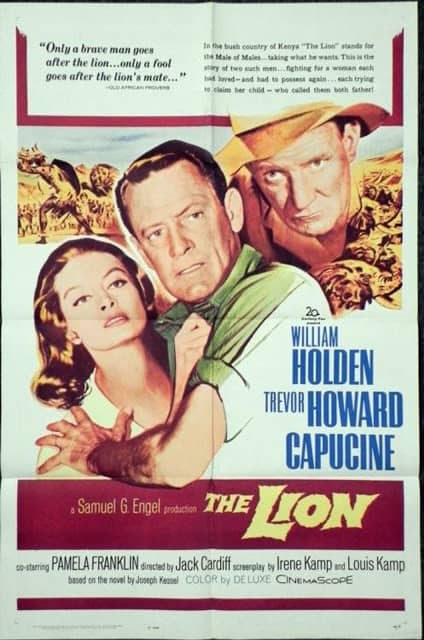 "Only a brave man goes
after the lion...only a fool
goes after the lion's mate..."
—OLD AFRICAN PROVERB
In the bush country of Kenya "The Lion" stands for
the Male of Males...taking what he wants. This is the
story of two such men...fighting for a woman each
had loved—and had to possess again...each trying
to claim her child — who called them both father!
20th
Century-Fox
presents
WILLIAM
HOLDEN
TREVOR HOWARD
CAPUCINE
a Samuel G. Engel production THE LION
co-starring PAMELA FRANKLIN directed by Jack Cardiff screenplay by Irene Kamp and Louis Kamp
based on the novel by Joseph Kessel COLOR by DE LUXE CINEMASCOPE